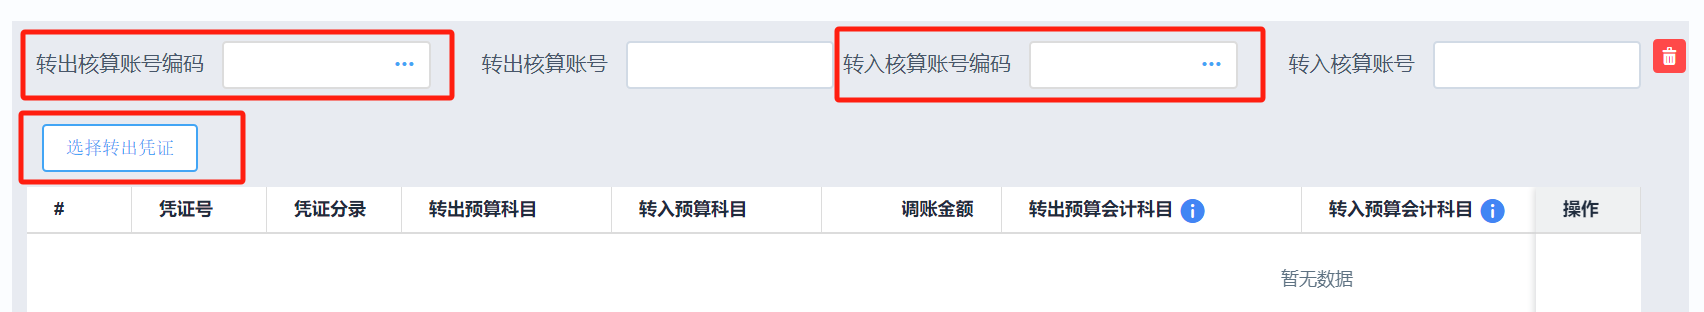 转出核算账号编码 ··· 转出核算账号 转入核算账号编码 ··· 转入核算账号
选择转出凭证
# 凭证号 凭证分录 转出预算科目 转入预算科目 调账金额 转出预算会计科目 转入预算会计科目 操作
暂无数据